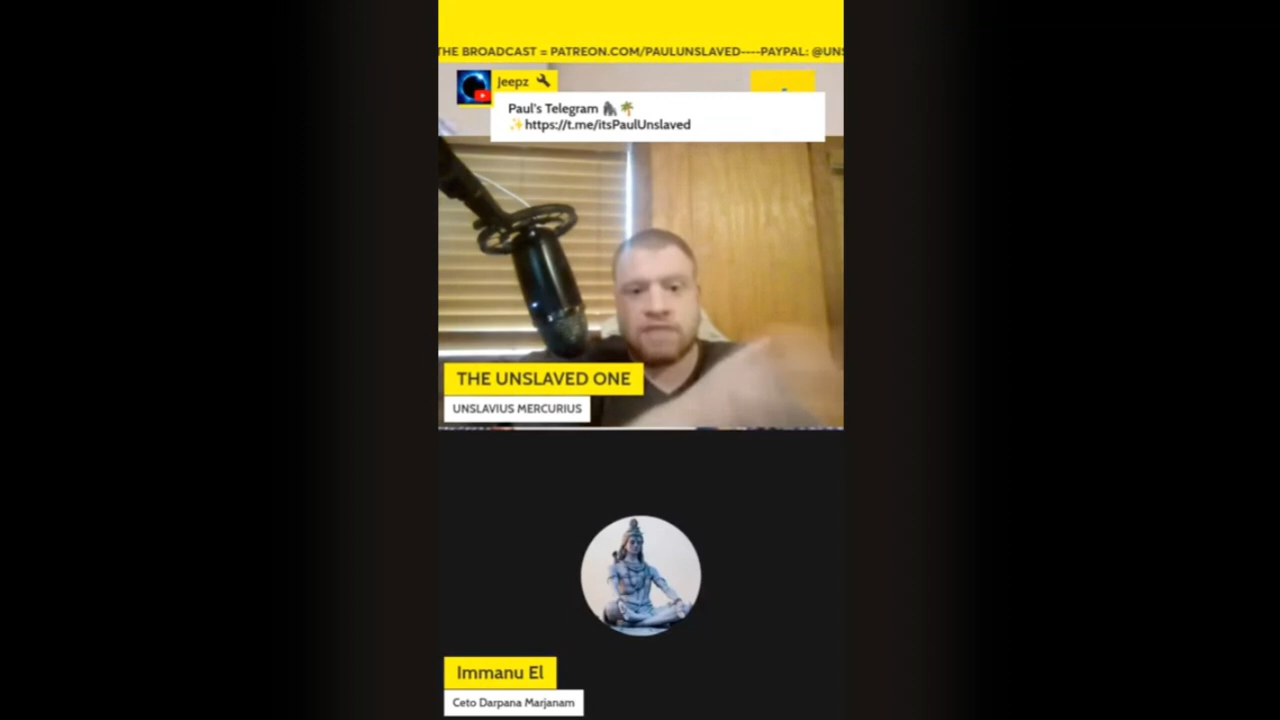 THE BROADCAST = PATREON.COM/PAULUNSLAVED----PAYPAL: @UNS
Jeepz
Paul's Telegram 🦍🌴
✨https://t.me/itsPaulUnslaved
THE UNSLAVED ONE
UNSLAVIUS MERCURIUS
Immanu El
Ceto Darpana Marjanam